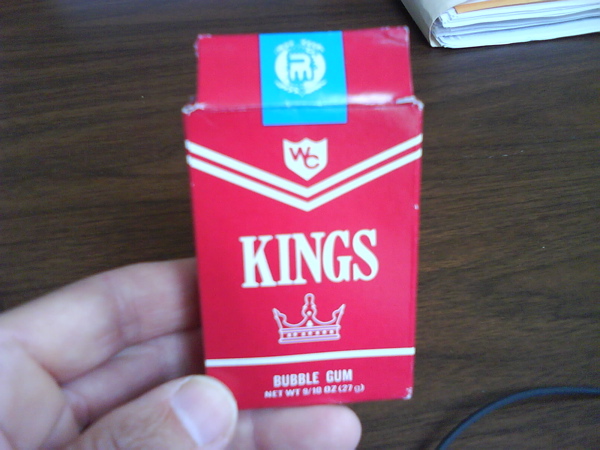 WC
KINGS
BUBBLE GUM
NET WT 9/10 OZ (27 g)